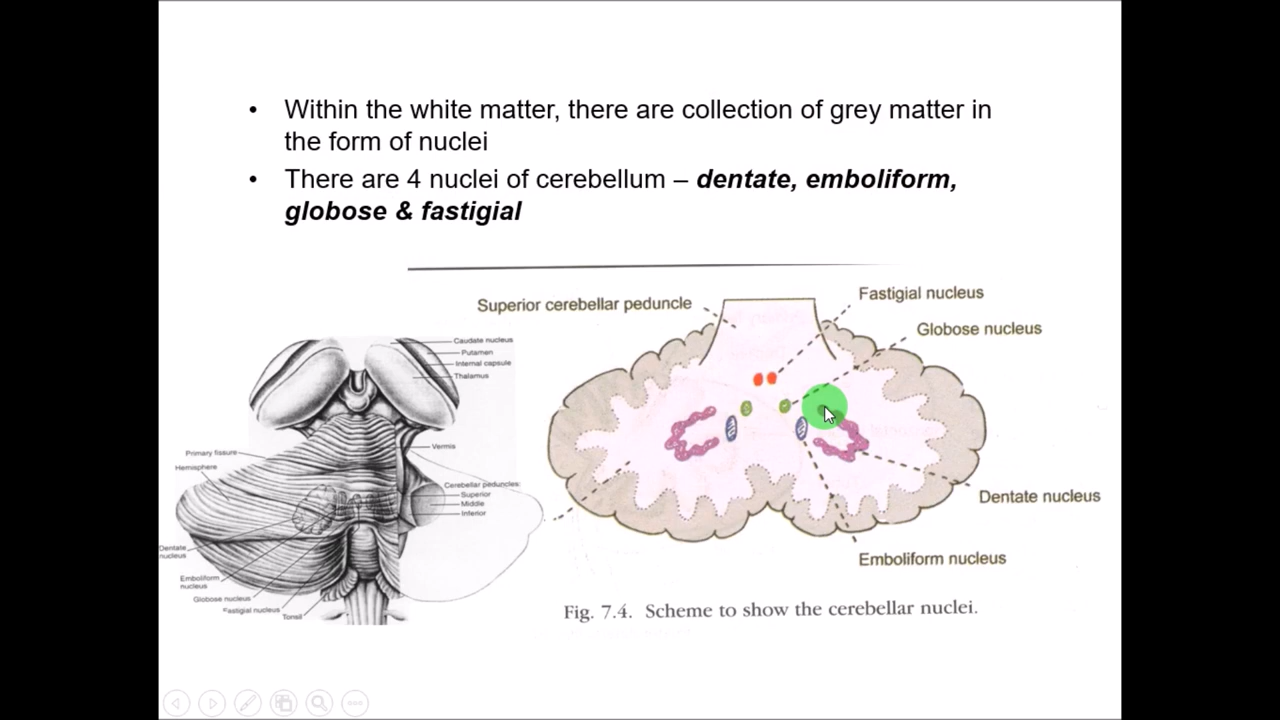 • Within the white matter, there are collection of grey matter in
the form of nuclei
• There are 4 nuclei of cerebellum – dentate, emboliform,
globose & fastigial
Superior cerebellar peduncle
Fastigial nucleus
Globose nucleus
Dentate nucleus
Emboliform nucleus
Fig. 7.4. Scheme to show the cerebellar nuclei.
Caudate nucleus
Putamen
Internal capsule
Thalamus
Vermis
Primary fissure
Hemisphere
Cerebellar peduncles:
Superior
Middle
Inferior
Dentate
nucleus
Emboliform
nucleus
Globose nucleus
Fastigial nucleus
Tonsil